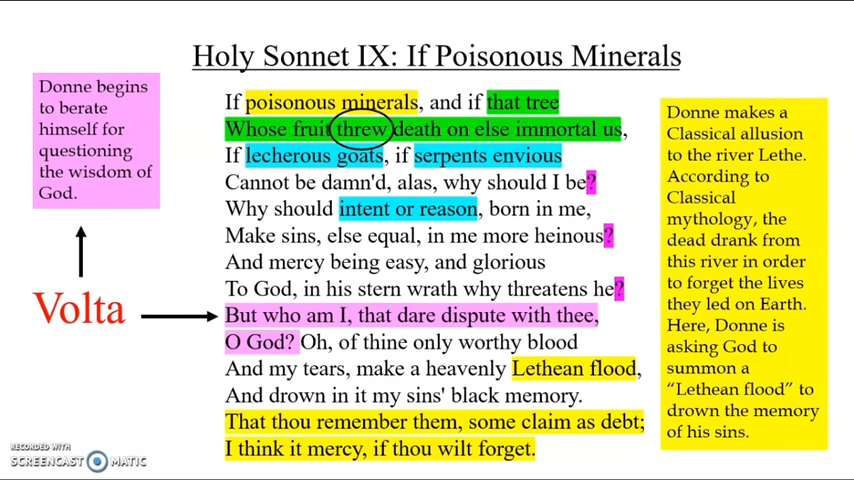 Holy Sonnet IX: If Poisonous Minerals
Donne begins
to berate
himself for
questioning
the wisdom of
God.
Volta
If poisonous minerals, and if that tree
Whose fruit threw death on else immortal us,
If lecherous goats, if serpents envious
Cannot be damn'd, alas, why should I be?
Why should intent or reason, born in me,
Make sins, else equal, in me more heinous?
And mercy being easy, and glorious
To God, in his stern wrath why threatens he?
But who am I, that dare dispute with thee,
O God? Oh, of thine only worthy blood
And my tears, make a heavenly Lethean flood,
And drown in it my sins' black memory.
That thou remember them, some claim as debt;
I think it mercy, if thou wilt forget.
Donne makes a
Classical allusion
to the river Lethe.
According to
Classical
mythology, the
dead drank from
this river in order
to forget the lives
they led on Earth.
Here, Donne is
asking God to
summon a
“Lethean flood” to
drown the memory
of his sins.
RECORDED WITH
SCREENCAST MATIC